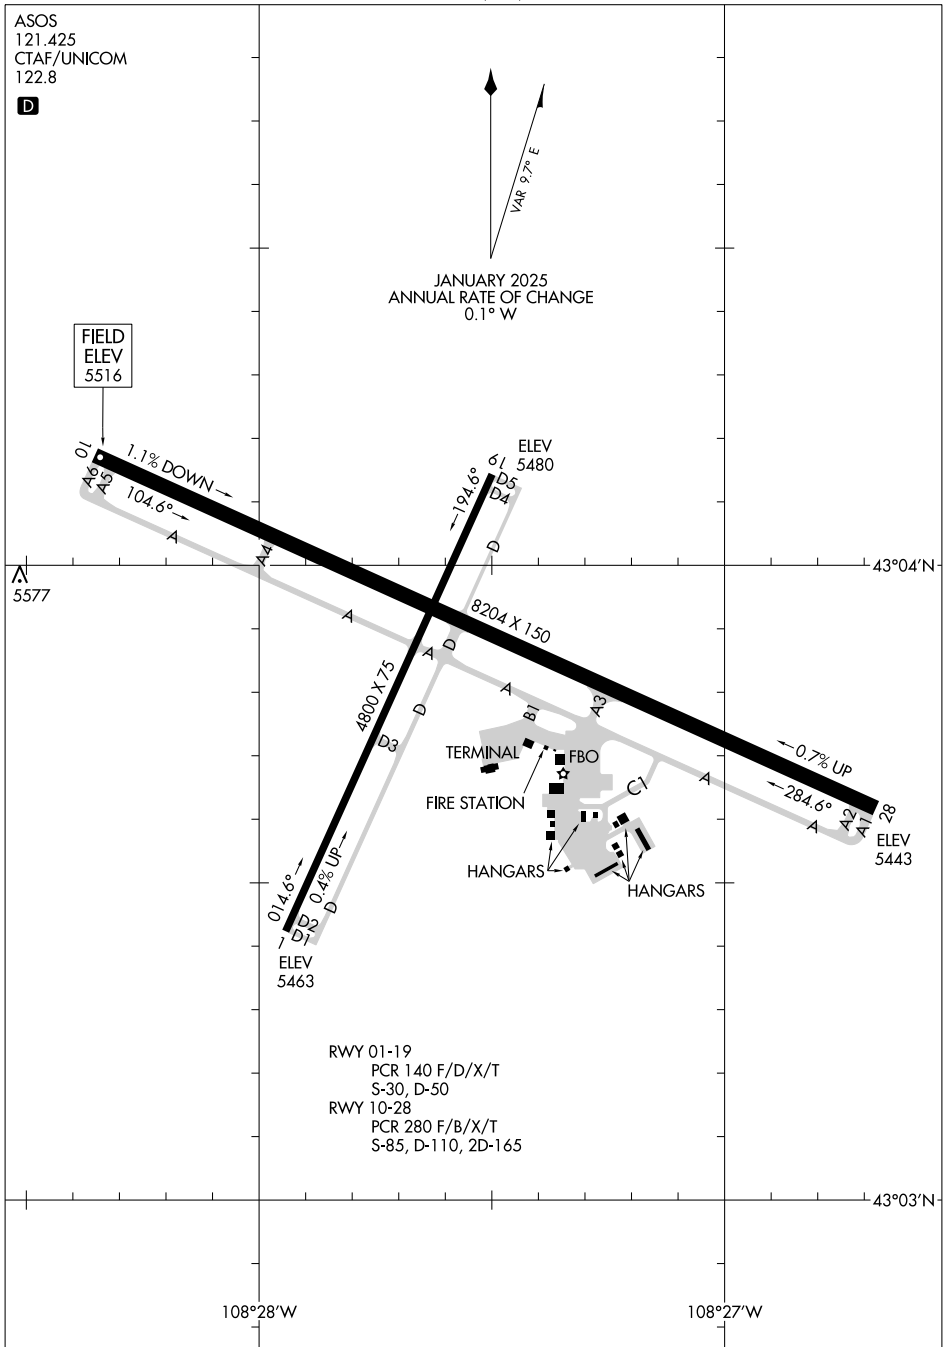 ASOS
121.425
CTAF/UNICOM
122.8
D
VAR 9.7° E
JANUARY 2025
ANNUAL RATE OF CHANGE
0.1° W
FIELD
ELEV
5516
10
1.1% DOWN
104.6°
A6
A5
A
A4
19
ELEV
5480
D5
D4
194.6°
D
43°04'N
5577
8204 X 150
A
A
D
A
4800 X 75
D
D3
B1
A3
TERMINAL
FBO
FIRE STATION
C1
A
0.7% UP
284.6°
A
A2
A1
28
ELEV
5443
HANGARS
HANGARS
014.6°
0.4% UP
D
D2
D1
1
ELEV
5463
RWY 01-19
PCR 140 F/D/X/T
S-30, D-50
RWY 10-28
PCR 280 F/B/X/T
S-85, D-110, 2D-165
43°03'N
108°28'W
108°27'W